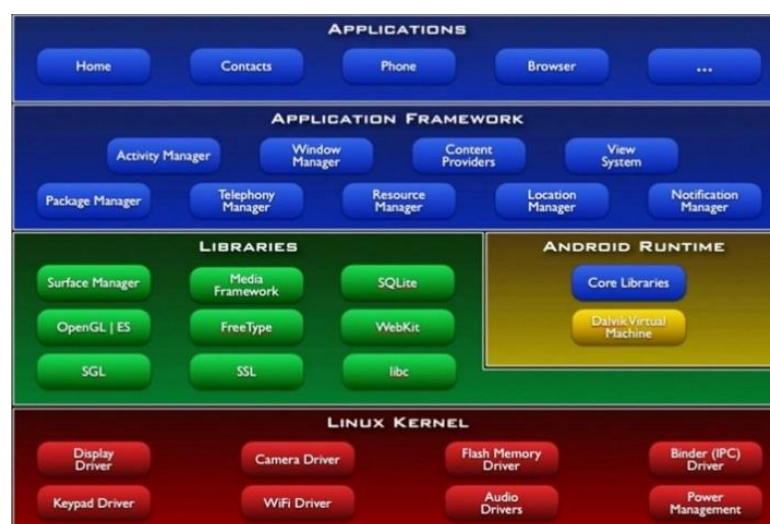 APPLICATIONS
Home Contacts Phone Browser ...
APPLICATION FRAMEWORK
Activity Manager Window Manager Content Providers View System
Package Manager Telephony Manager Resource Manager Location Manager Notification Manager
LIBRARIES
Surface Manager Media Framework SQLite
OpenGL | ES FreeType WebKit
SGL SSL libc
ANDROID RUNTIME
Core Libraries
Dalvik Virtual Machine
LINUX KERNEL
Display Driver Camera Driver Flash Memory Driver Binder (IPC) Driver
Keypad Driver WiFi Driver Audio Drivers Power Management